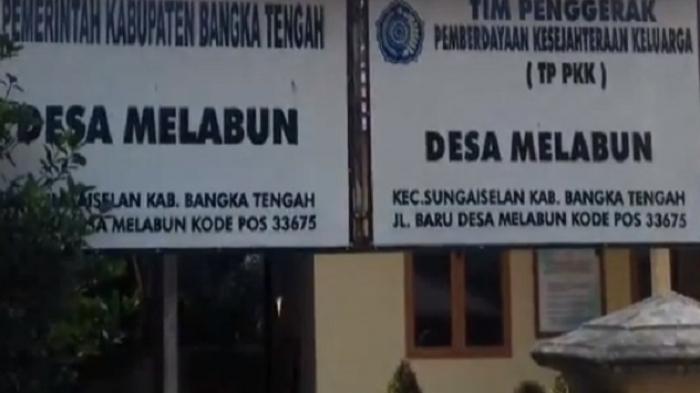 PEMERINTAH KABUPATEN BANGKA TENGAH
DESA MELABUN
KAB. BANGKA TENGAH
DESA MELABUN KODE POS 33675
TIM PENGGERAK
PEMBERDAYAAN KESEJAHTERAAN KELUARGA
( TP PKK )
DESA MELABUN
KEC.SUNGAISELAN KAB. BANGKA TENGAH
JL. BARU DESA MELABUN KODE POS 33675